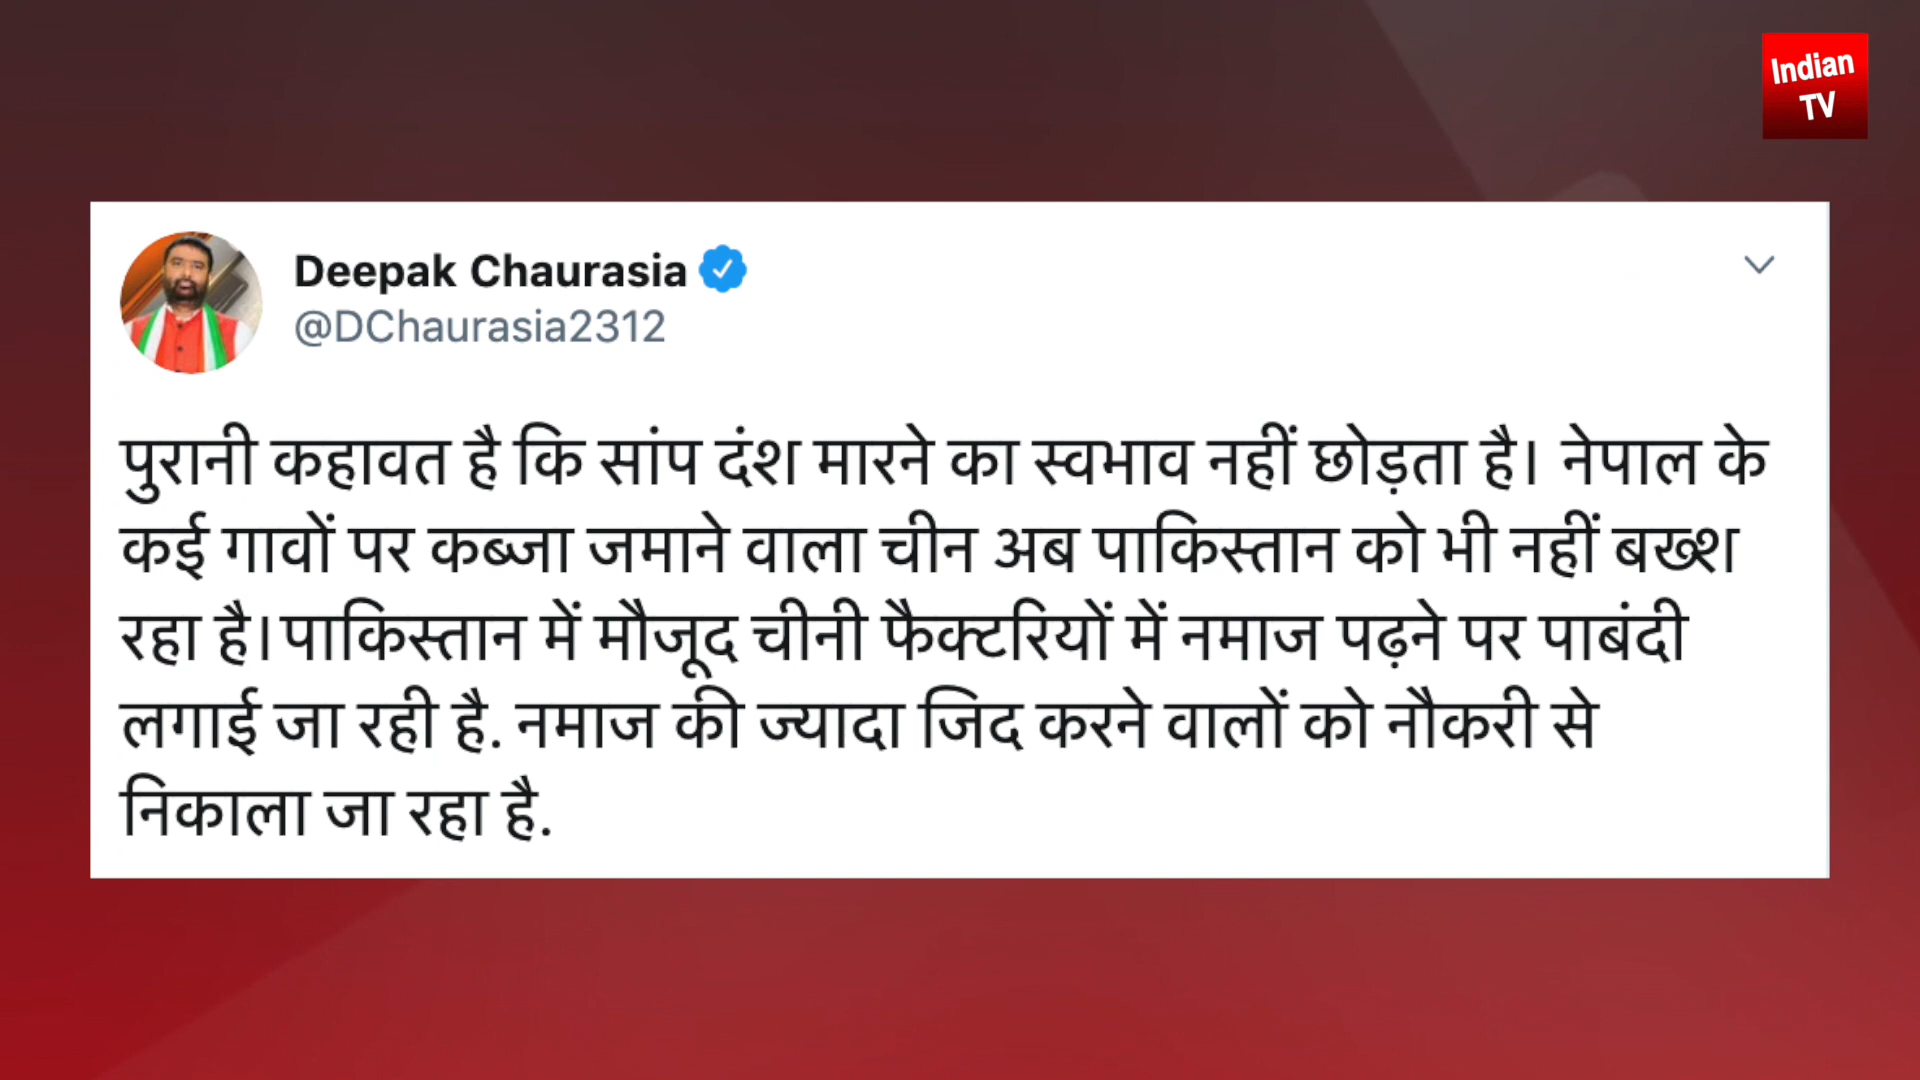 Indian
TV
Deepak Chaurasia
@DChaurasia2312
पुरानी कहावत है कि सांप दंश मारने का स्वभाव नहीं छोड़ता है। नेपाल के
कई गावों पर कब्जा जमाने वाला चीन अब पाकिस्तान को भी नहीं बख्श
रहा है।पाकिस्तान में मौजूद चीनी फैक्टरियों में नमाज पढ़ने पर पाबंदी
लगाई जा रही है. नमाज की ज्यादा जिद करने वालों को नौकरी से
निकाला जा रहा है.